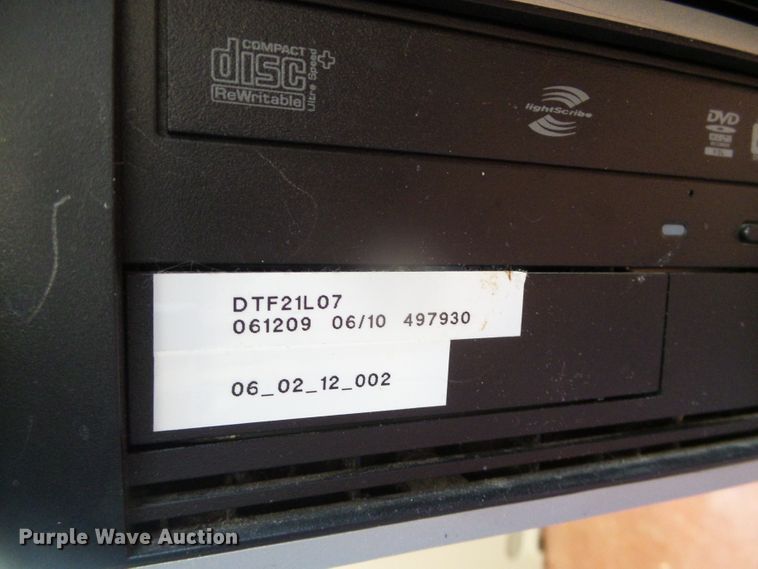 COMPACT
disc
ReWritable
Ultra Speed+
lightScribe
DVD
DTF21L07
061209 06/10 497930
06_02_12_002
Purple Wave Auction